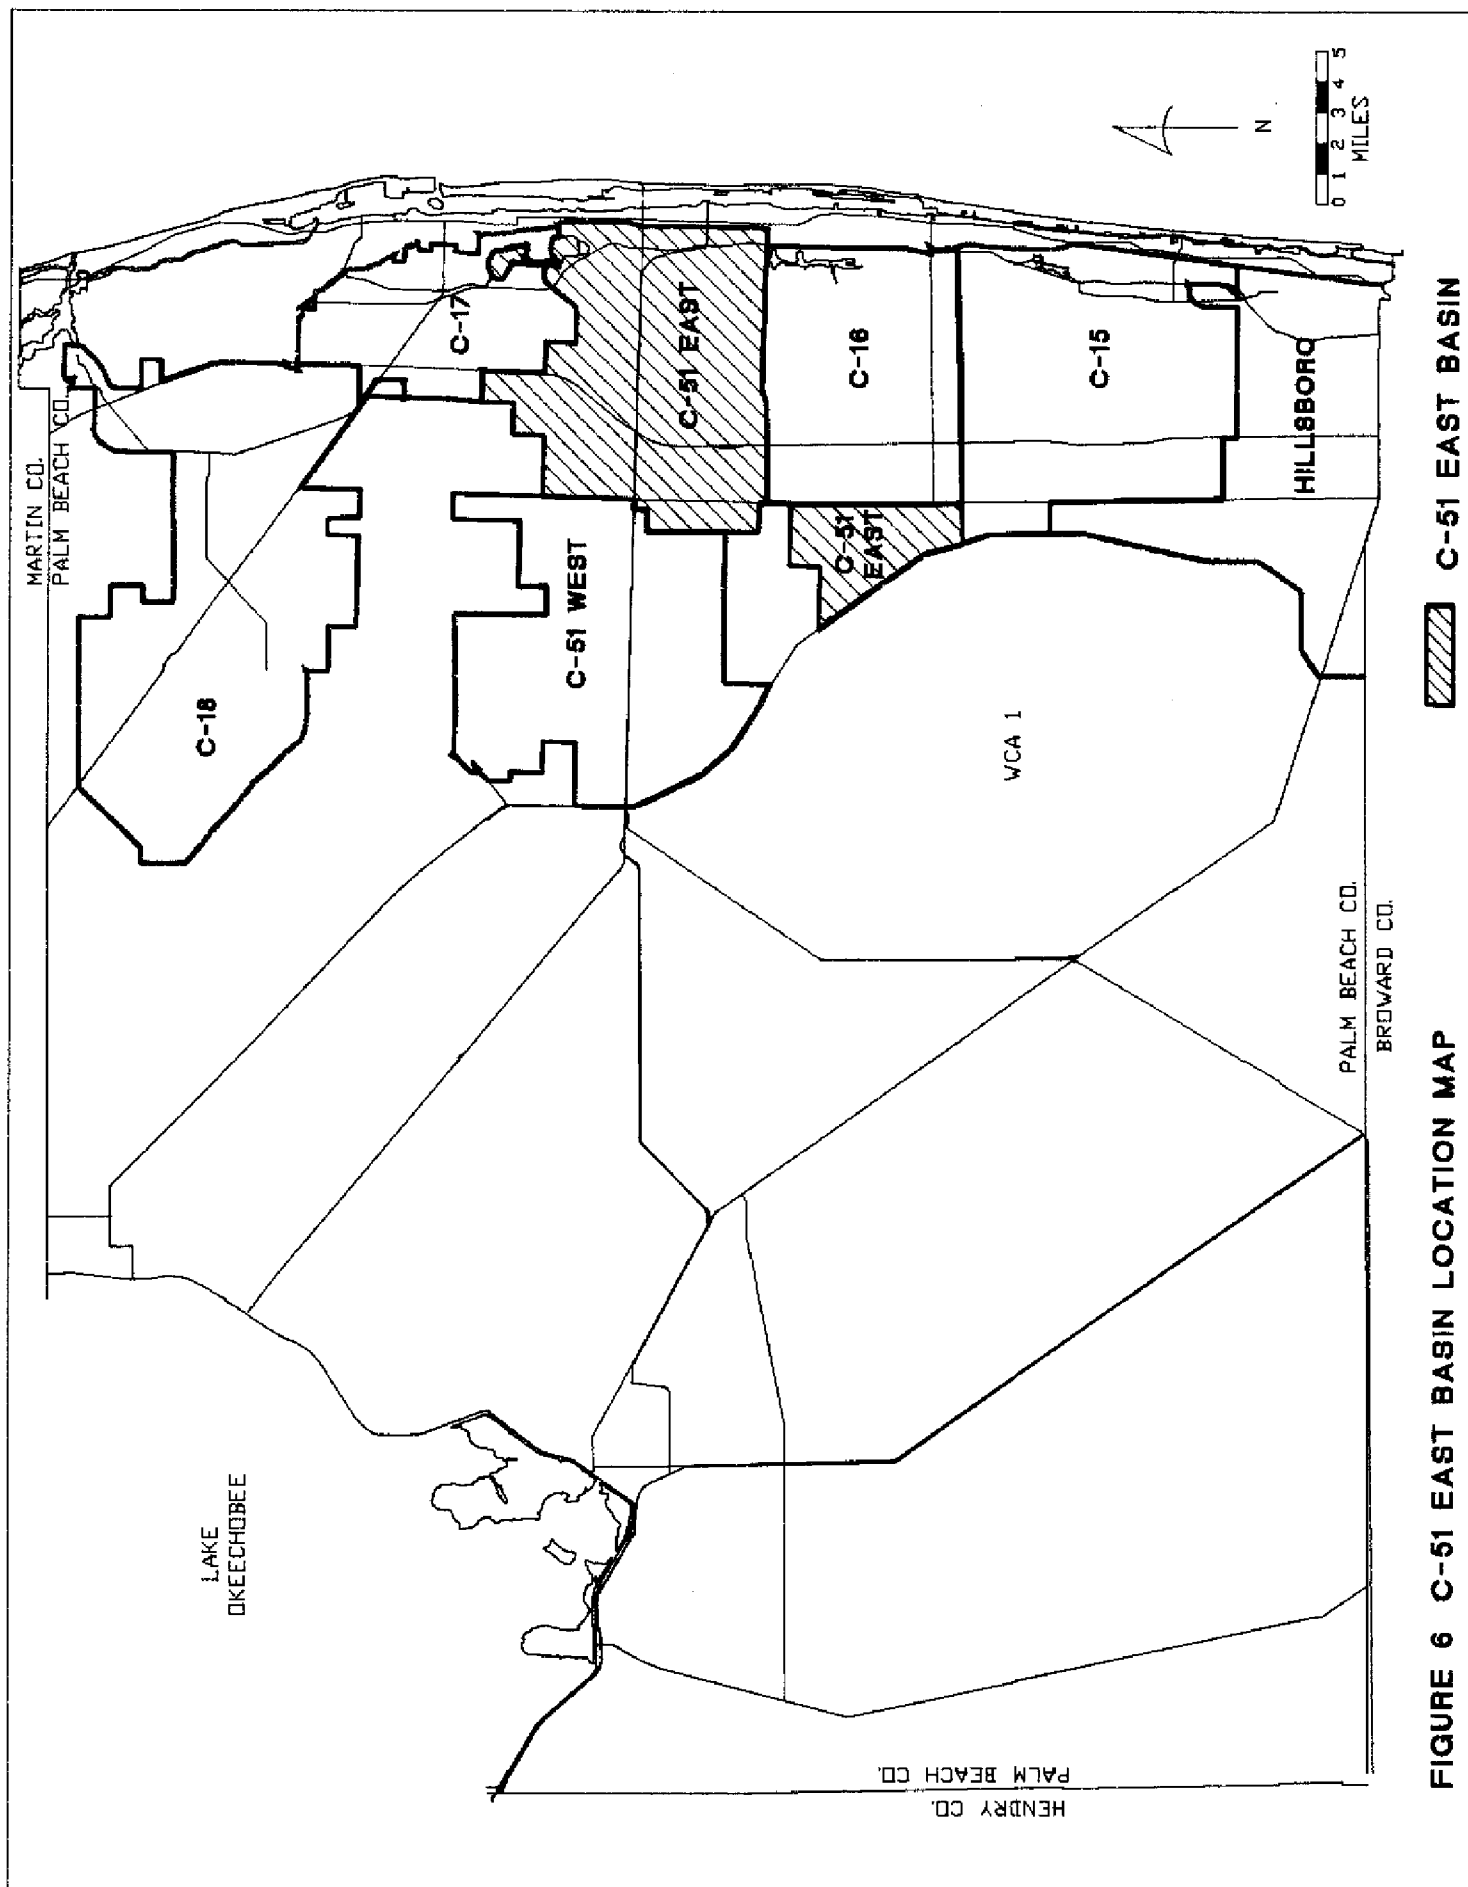 MARTIN CO.
PALM BEACH CO.
LAKE
OKEECHOBEE
C-18
C-17
C-51 WEST
C-51 EAST
C-51
EAST
C-16
C-15
HILLSBORO
WCA 1
HENDRY CO.
PALM BEACH CO.
PALM BEACH CO.
BROWARD CO.
N
0 1 2 3 4 5
MILES
FIGURE 6 C-51 EAST BASIN LOCATION MAP
C-51 EAST BASIN